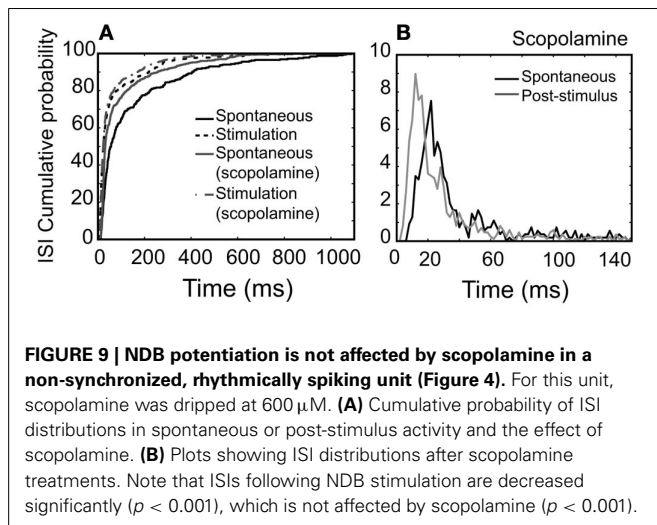 A
100
80
60
40
20
0
ISI Cumulative probability
Spontaneous
Stimulation
Spontaneous
(scopolamine)
Stimulation
(scopolamine)
0 200 400 600 800 1000
Time (ms)
B
Scopolamine
10
8
6
4
2
0
Spontaneous
Post-stimulus
0 20 60 100 140
Time (ms)
FIGURE 9 | NDB potentiation is not affected by scopolamine in a
non-synchronized, rhythmically spiking unit (Figure 4). For this unit,
scopolamine was dripped at 600 μM. (A) Cumulative probability of ISI
distributions in spontaneous or post-stimulus activity and the effect of
scopolamine. (B) Plots showing ISI distributions after scopolamine
treatments. Note that ISIs following NDB stimulation are decreased
significantly (p < 0.001), which is not affected by scopolamine (p < 0.001).